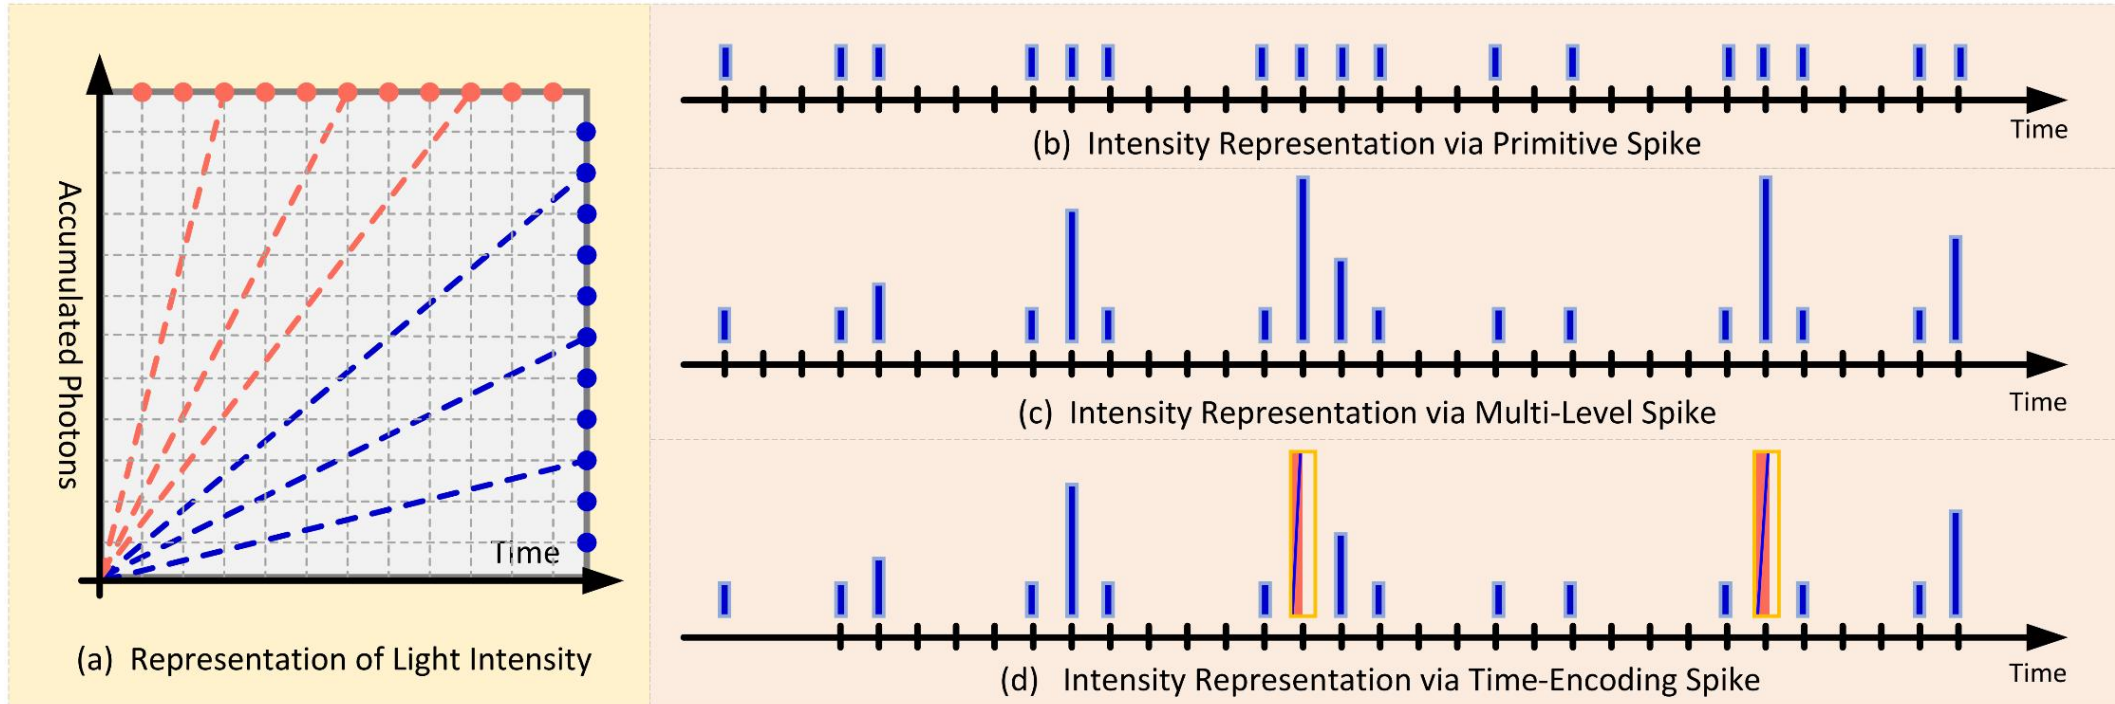 Accumulated Photons
Time
(a) Representation of Light Intensity
Time
(b) Intensity Representation via Primitive Spike
Time
(c) Intensity Representation via Multi-Level Spike
Time
(d) Intensity Representation via Time-Encoding Spike